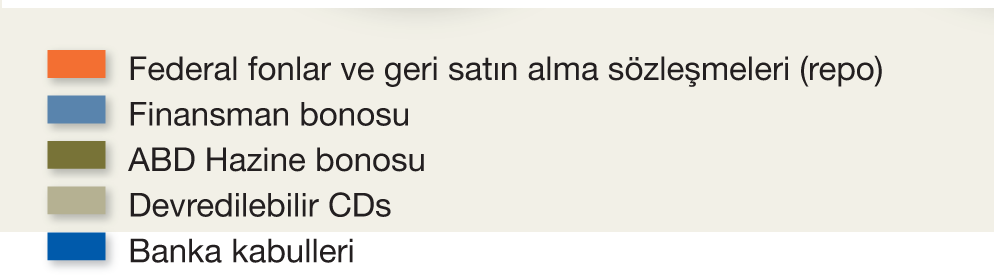 Federal fonlar ve geri satın alma sözleşmeleri (repo)
Finansman bonosu
ABD Hazine bonosu
Devredilebilir CDs
Banka kabulleri